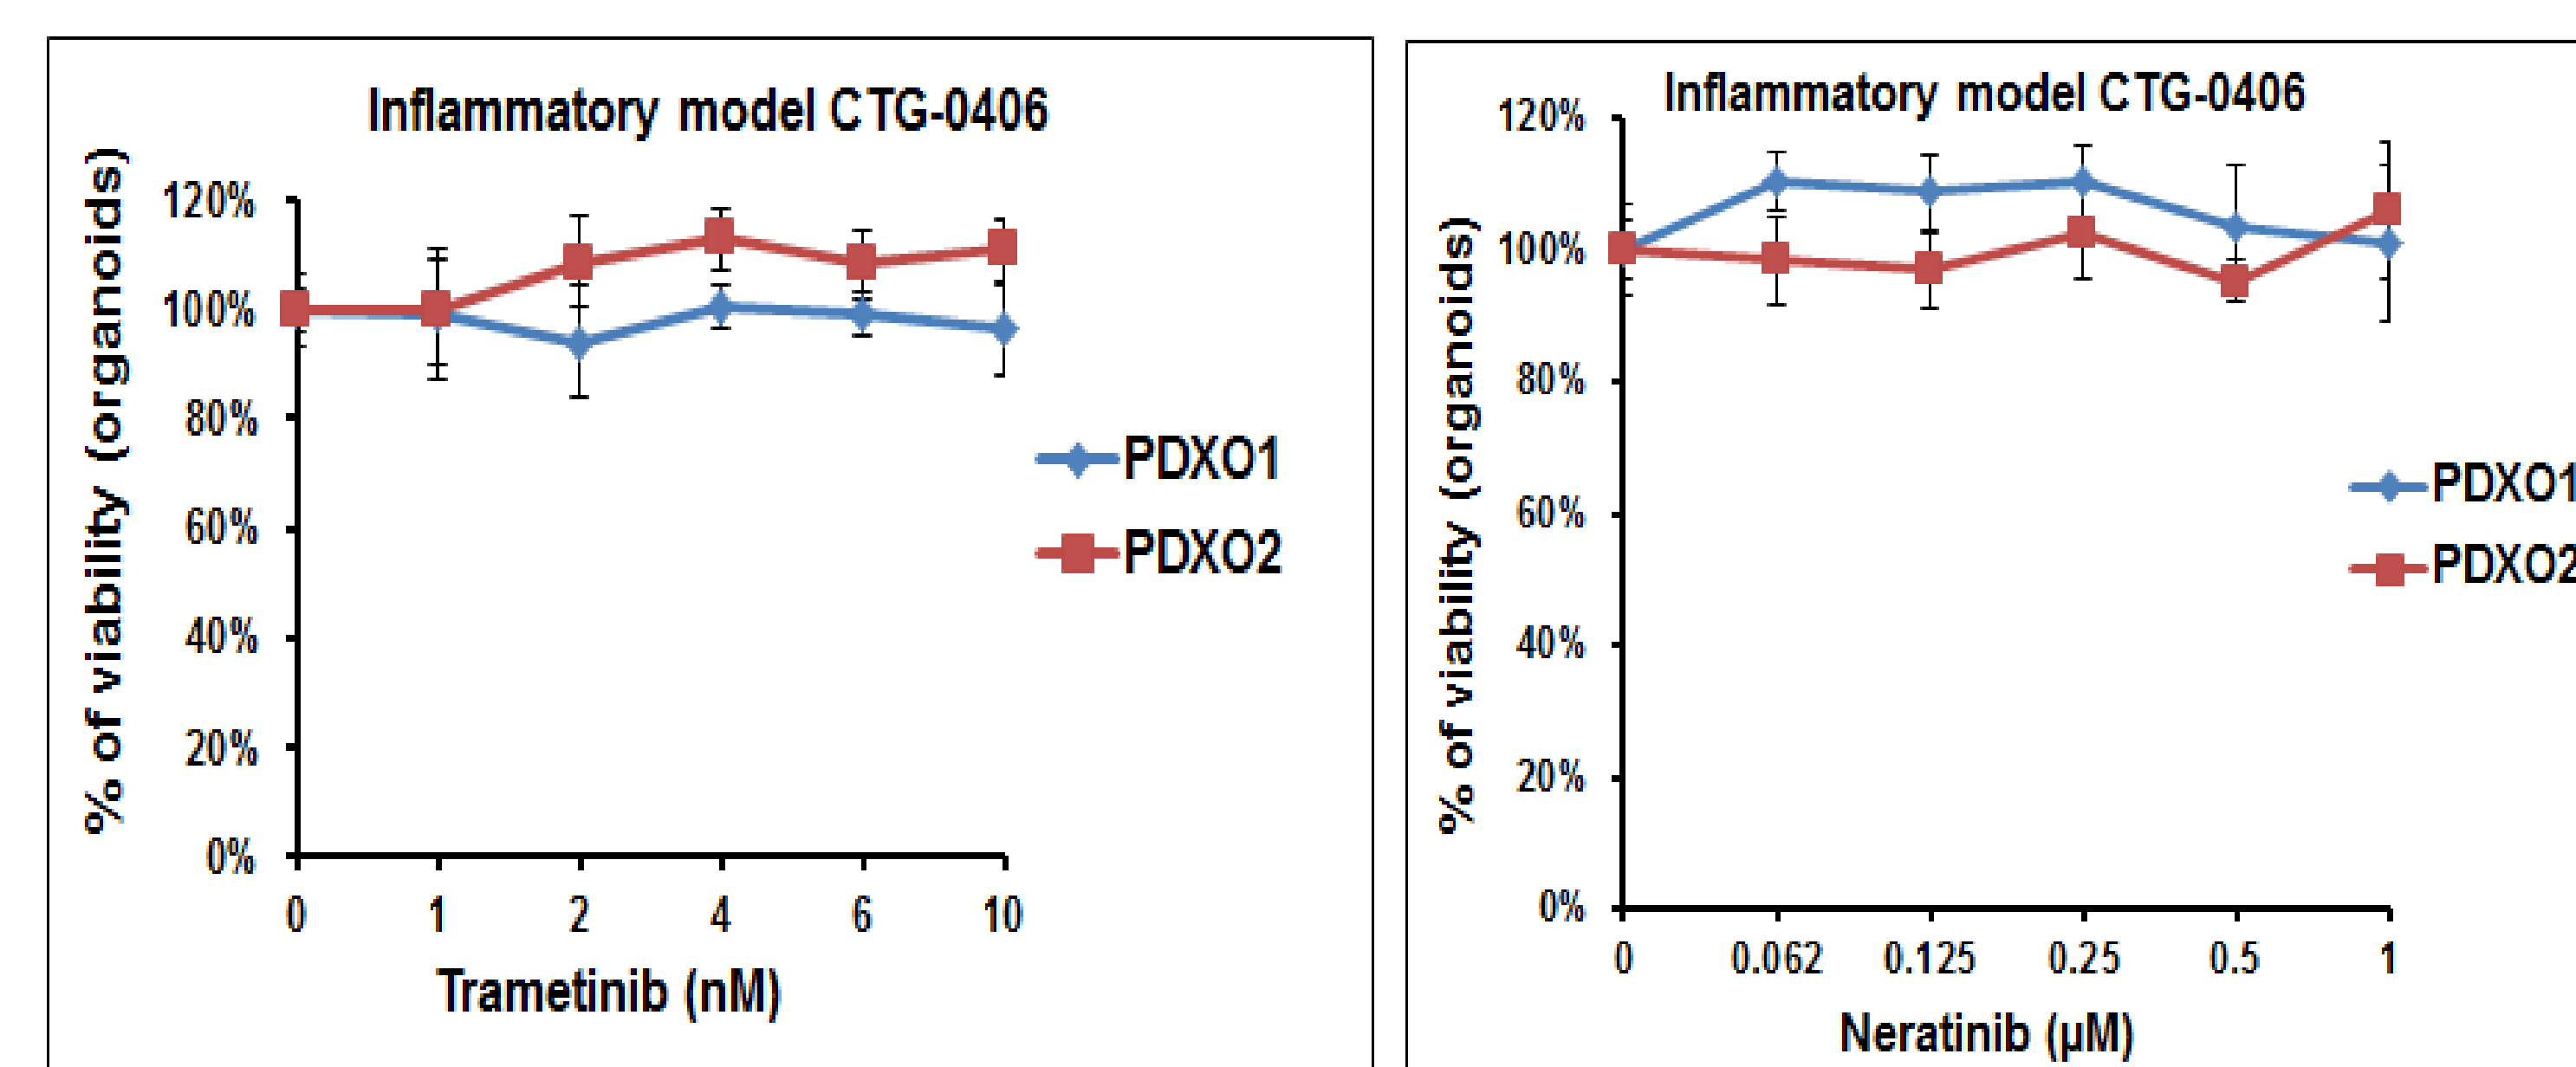 Inflammatory model CTG-0406
% of viability (organoids)
120%
100%
80%
60%
40%
20%
0%
0 1 2 4 6 10
Trametinib (nM)
PDXO1
PDXO2
Inflammatory model CTG-0406
% of viability (organoids)
120%
100%
80%
60%
40%
20%
0%
0 0.062 0.125 0.25 0.5 1
Neratinib (μM)
PDXO1
PDXO2